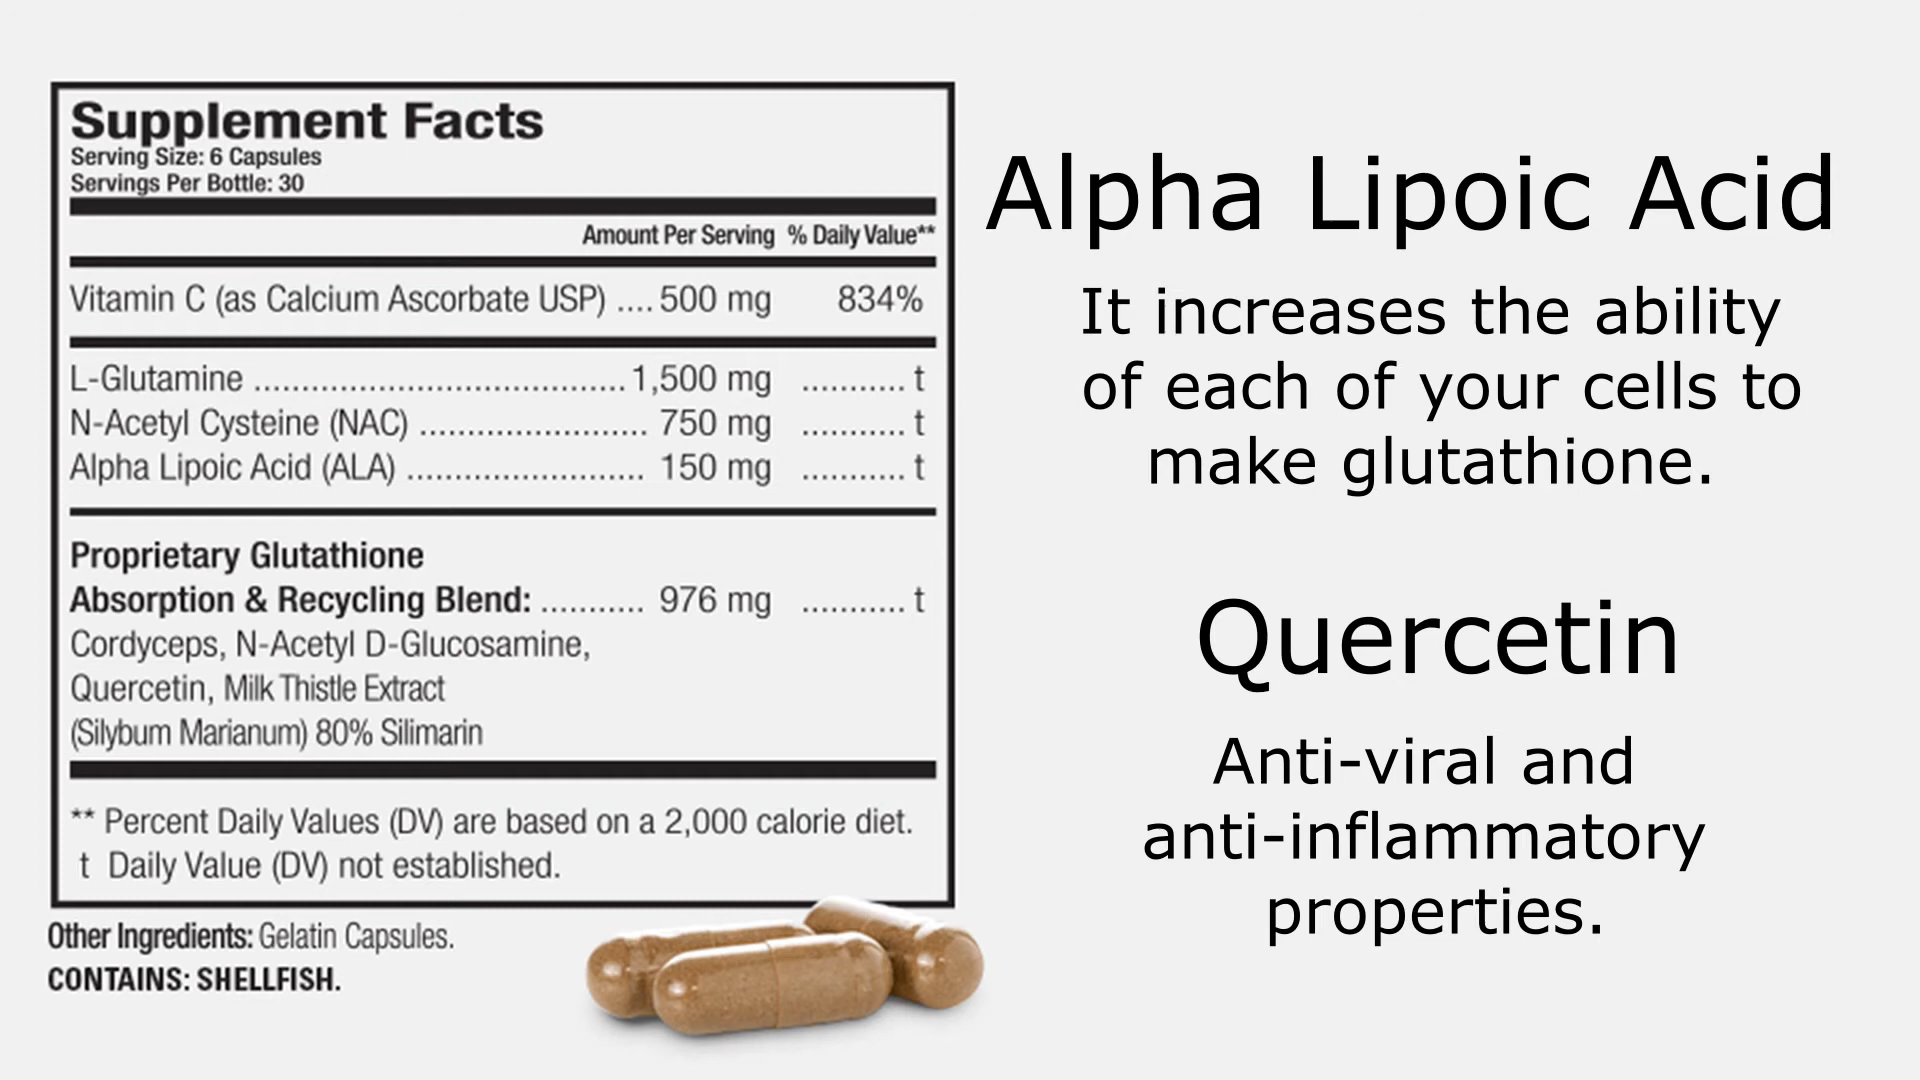 Supplement Facts
Serving Size: 6 Capsules
Servings Per Bottle: 30
Amount Per Serving % Daily Value**
Vitamin C (as Calcium Ascorbate USP) .... 500 mg 834%
L-Glutamine ....................................... 1,500 mg ........... t
N-Acetyl Cysteine (NAC) ........................ 750 mg ........... t
Alpha Lipoic Acid (ALA) ......................... 150 mg ........... t
Proprietary Glutathione
Absorption & Recycling Blend: ........... 976 mg ........... t
Cordyceps, N-Acetyl D-Glucosamine,
Quercetin, Milk Thistle Extract
(Silybum Marianum) 80% Silimarin
** Percent Daily Values (DV) are based on a 2,000 calorie diet.
t Daily Value (DV) not established.
Other Ingredients: Gelatin Capsules.
CONTAINS: SHELLFISH.
Alpha Lipoic Acid
It increases the ability
of each of your cells to
make glutathione.
Quercetin
Anti-viral and
anti-inflammatory
properties.